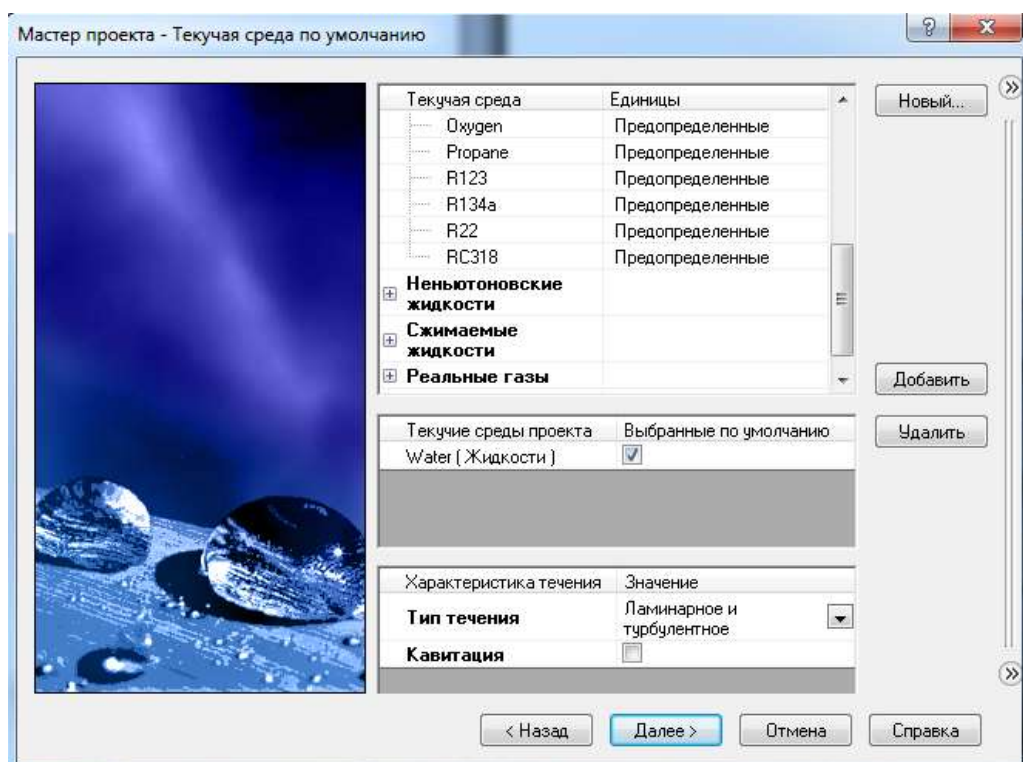 Мастер проекта - Текучая среда по умолчанию
Текучая среда Единицы
Новый...
Oxygen Предопределенные
Propane Предопределенные
R123 Предопределенные
R134a Предопределенные
R22 Предопределенные
RC318 Предопределенные
Неньютоновские
жидкости
Сжимаемые
жидкости
Реальные газы
Добавить
Текучие среды проекта Выбранные по умолчанию
Удалить
Water ( Жидкости )
Характеристика течения Значение
Тип течения Ламинарное и
турбулентное
Кавитация
< Назад Далее > Отмена Справка